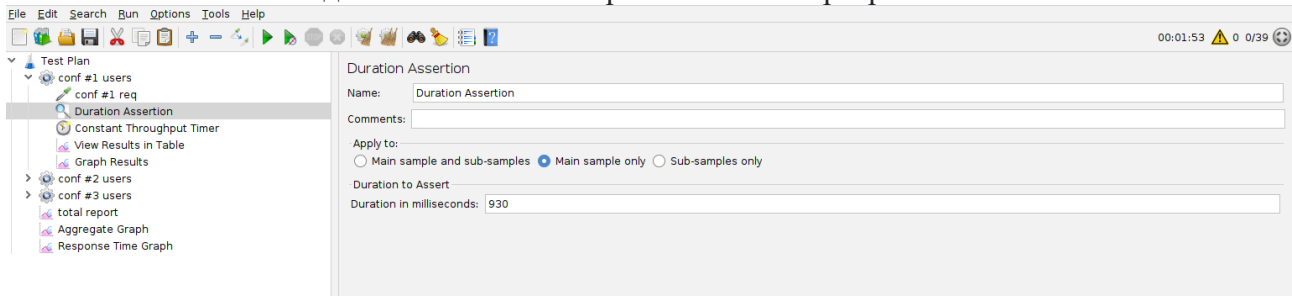 File Edit Search Run Options Tools Help
00:01:53 0 0/39
Test Plan
conf #1 users
conf #1 req
Duration Assertion
Constant Throughput Timer
View Results in Table
Graph Results
conf #2 users
conf #3 users
total report
Aggregate Graph
Response Time Graph
Duration Assertion
Name: Duration Assertion
Comments:
Apply to:
Main sample and sub-samples Main sample only Sub-samples only
Duration to Assert
Duration in milliseconds: 930